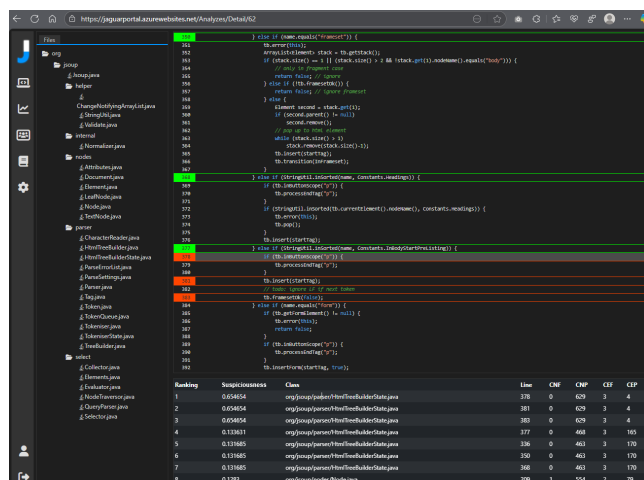 https://jaguarportal.azurewebsites.net/Analyzes/Detail/62
Files
org
jsoup
Jsoup.java
helper
ChangeNotifyingArrayList.java
StringUtil.java
Validate.java
internal
Normalizer.java
nodes
Attributes.java
Document.java
Element.java
LeafNode.java
Node.java
TextNode.java
parser
CharacterReader.java
HtmlTreeBuilder.java
HtmlTreeBuilderState.java
ParseErrorList.java
ParseSettings.java
Parser.java
Tag.java
Token.java
TokenQueue.java
Tokeniser.java
TokeniserState.java
TreeBuilder.java
select
Collector.java
Elements.java
Evaluator.java
NodeTraversor.java
QueryParser.java
Selector.java
350 } else if (name.equals("frameset")) {
351 tb.error(this);
352 ArrayList<Element> stack = tb.getStack();
353 if (stack.size() == 1 || (stack.size() > 2 && !stack.get(1).nodeName().equals("body"))) {
354 // only in fragment case
355 return false; // ignore
356 } else if (!tb.framesetOk()) {
357 return false; // ignore frameset
358 } else {
359 Element second = stack.get(1);
360 if (second.parent() != null)
361 second.remove();
362 // pop up to html element
363 while (stack.size() > 1)
364 stack.remove(stack.size()-1);
365 tb.insert(startTag);
366 tb.transition(InFrameset);
367 }
368 } else if (StringUtil.inSorted(name, Constants.Headings)) {
369 if (tb.inButtonScope("p")) {
370 tb.processEndTag("p");
371 }
372 if (StringUtil.inSorted(tb.currentElement().nodeName(), Constants.Headings)) {
373 tb.error(this);
374 tb.pop();
375 }
376 tb.insert(startTag);
377 } else if (StringUtil.inSorted(name, Constants.InBodyStartPreListing)) {
378 if (tb.inButtonScope("p")) {
379 tb.processEndTag("p");
380 }
381 tb.insert(startTag);
382 // todo: ignore LF if next token
383 tb.framesetOk(false);
384 } else if (name.equals("form")) {
385 if (tb.getFormElement() != null) {
386 tb.error(this);
387 return false;
388 }
389 if (tb.inButtonScope("p")) {
390 tb.processEndTag("p");
391 }
392 tb.insertForm(startTag, true);
Ranking Suspiciousness Class Line CNF CNP CEF CEP
1 0.654654 org/jsoup/parser/HtmlTreeBuilderState.java 378 0 629 3 4
2 0.654654 org/jsoup/parser/HtmlTreeBuilderState.java 381 0 629 3 4
3 0.654654 org/jsoup/parser/HtmlTreeBuilderState.java 383 0 629 3 4
4 0.133631 org/jsoup/parser/HtmlTreeBuilderState.java 377 0 468 3 165
5 0.131685 org/jsoup/parser/HtmlTreeBuilderState.java 336 0 463 3 170
6 0.131685 org/jsoup/parser/HtmlTreeBuilderState.java 350 0 463 3 170
7 0.131685 org/jsoup/parser/HtmlTreeBuilderState.java 368 0 463 3 170